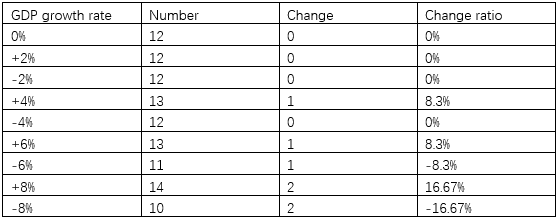 GDP growth rate Number Change Change ratio
0% 12 0 0%
+2% 12 0 0%
-2% 12 0 0%
+4% 13 1 8.3%
-4% 12 0 0%
+6% 13 1 8.3%
-6% 11 1 -8.3%
+8% 14 2 16.67%
-8% 10 2 -16.67%